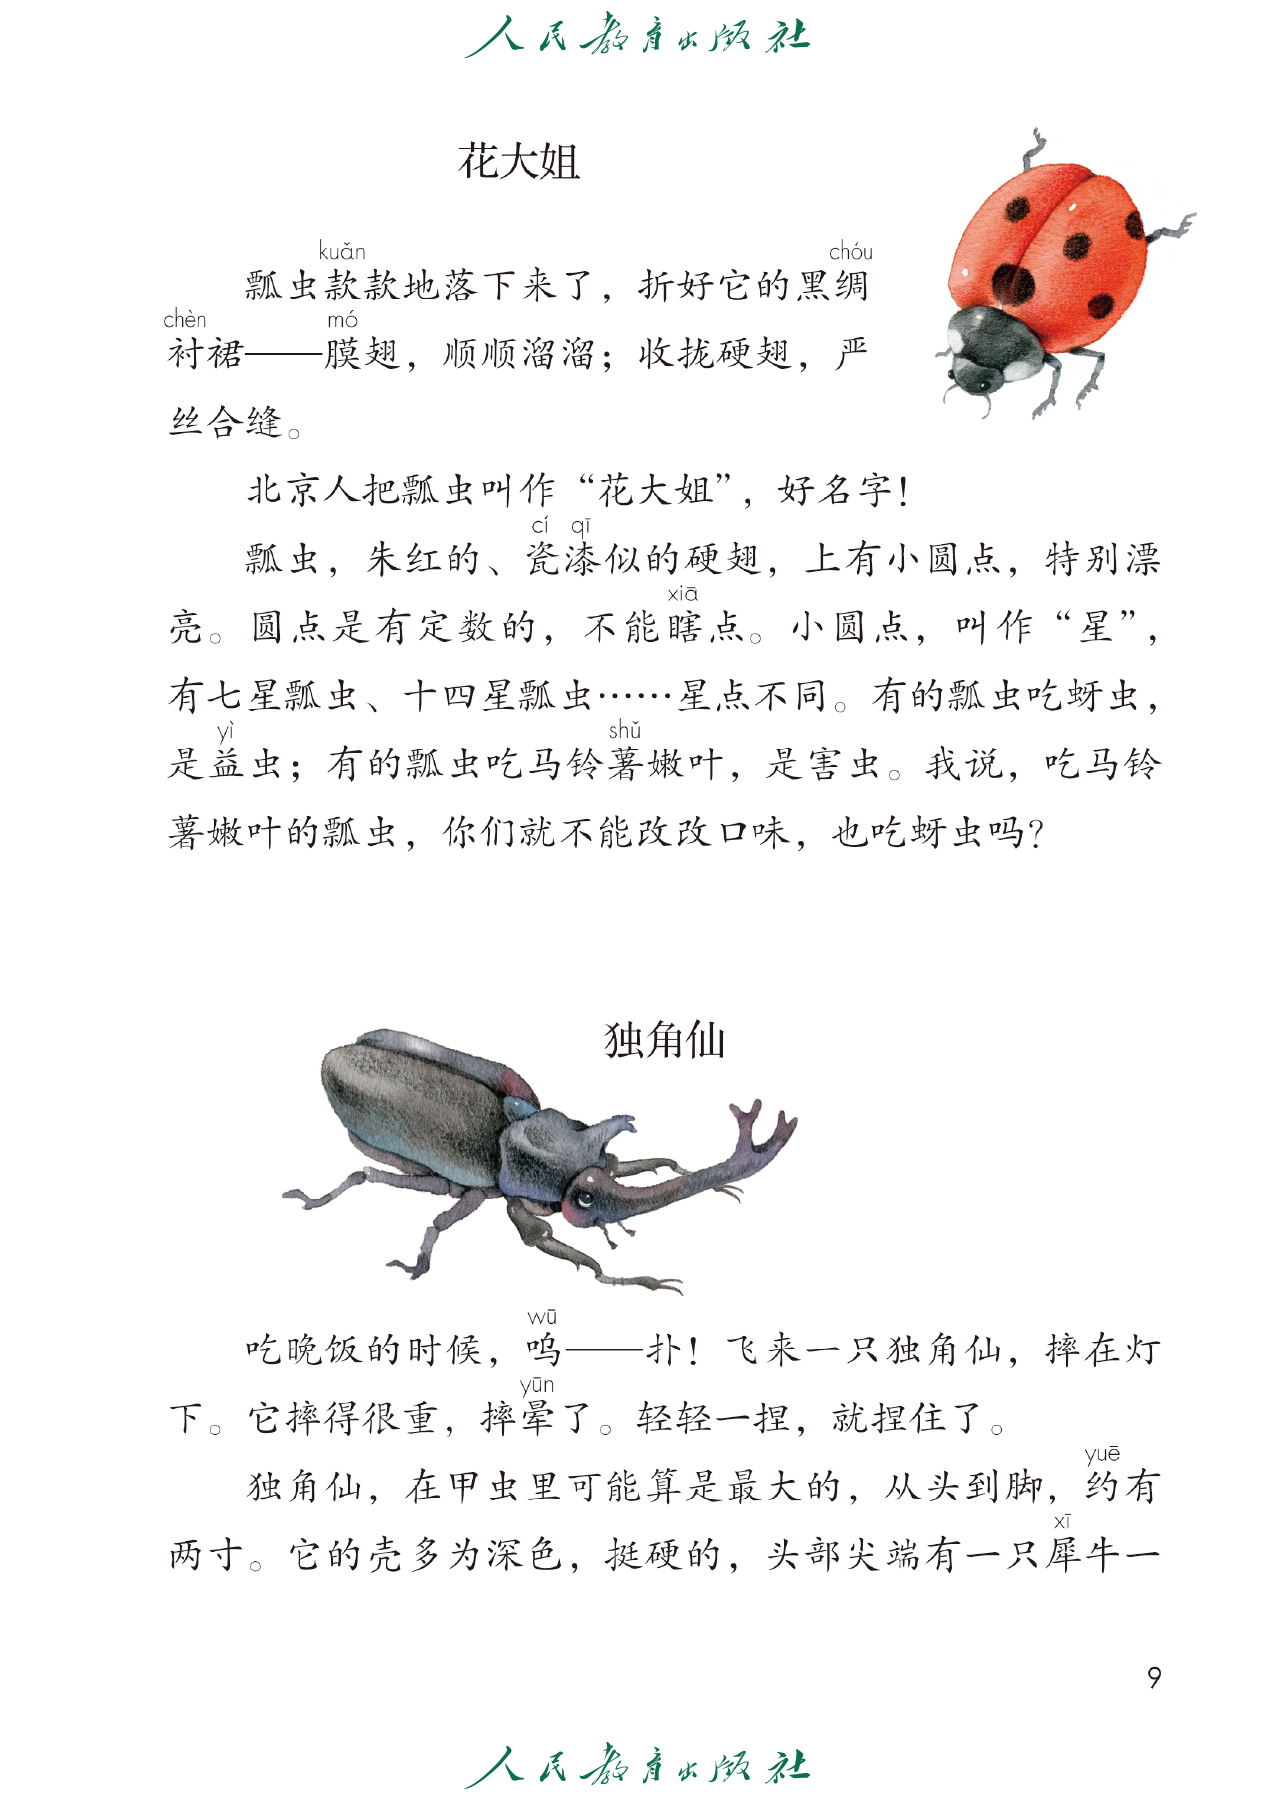 人民教育出版社
花大姐
kuǎn chóu
瓢虫款款地落下来了，折好它的黑绸
chèn mó
衬裙——膜翅，顺顺溜溜；收拢硬翅，严
丝合缝。
北京人把瓢虫叫作“花大姐”，好名字！
cí qī
瓢虫，朱红的、瓷漆似的硬翅，上有小圆点，特别漂
xiā
亮。圆点是有定数的，不能瞎点。小圆点，叫作“星”，
有七星瓢虫、十四星瓢虫……星点不同。有的瓢虫吃蚜虫，
yì shǔ
是益虫；有的瓢虫吃马铃薯嫩叶，是害虫。我说，吃马铃
薯嫩叶的瓢虫，你们就不能改改口味，也吃蚜虫吗？
独角仙
wū
吃晚饭的时候，呜——扑！飞来一只独角仙，摔在灯
yūn
下。它摔得很重，摔晕了。轻轻一捏，就捏住了。
yuē
独角仙，在甲虫里可能算是最大的，从头到脚，约有
xī
两寸。它的壳多为深色，挺硬的，头部尖端有一只犀牛一
9
人民教育出版社